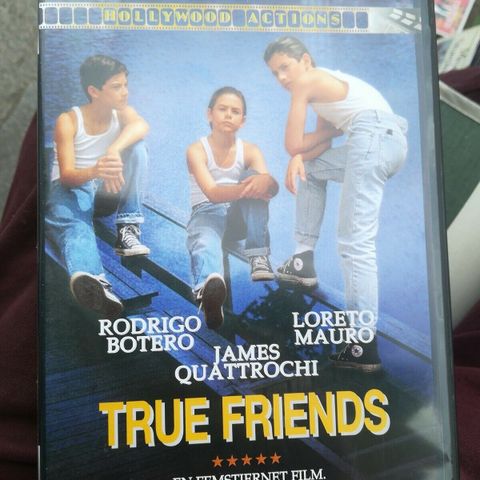 HOLLYWOOD ACTIONS
RODRIGO
BOTERO
JAMES
QUATTROCHI
LORETO
MAURO
TRUE FRIENDS
EN FEMSTJERNET FILM.